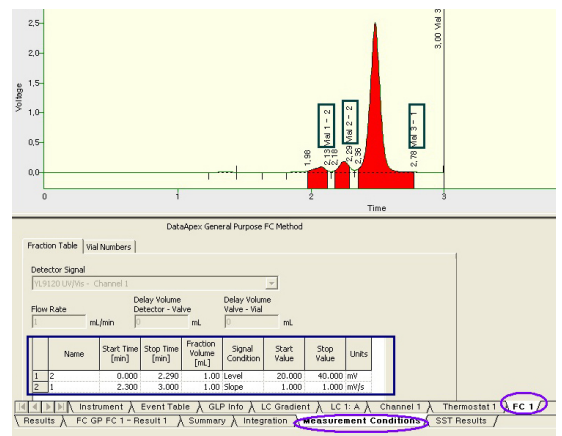 2,5
2,0
1,5
1,0
0,5
0,0
Voltage
1,98
2,13 Vial 1 - 2
2,18
2,29 Vial 2 - 2
2,36
2,78 Vial 3 - 1
3,00 Vial 3
0 1 2 3
Time
DataApex General Purpose FC Method
Fraction Table Vial Numbers
Detector Signal
YL9120 UV/Vis - Channel 1
Flow Rate
1 mL/min
Delay Volume Detector - Valve
0 mL
Delay Volume Valve - Vial
0 mL
Name Start Time [min] Stop Time [min] Fraction Volume [mL] Signal Condition Start Value Stop Value Units
1 2 0.000 2.290 1.00 Level 20.000 40.000 mV
2 1 2.300 3.000 1.00 Slope 1.000 1.000 mV/s
Instrument Event Table GLP Info LC Gradient LC 1: A Channel 1 Thermostat 1 FC 1
Results FC GP FC 1 - Result 1 Summary Integration Measurement Conditions SST Results